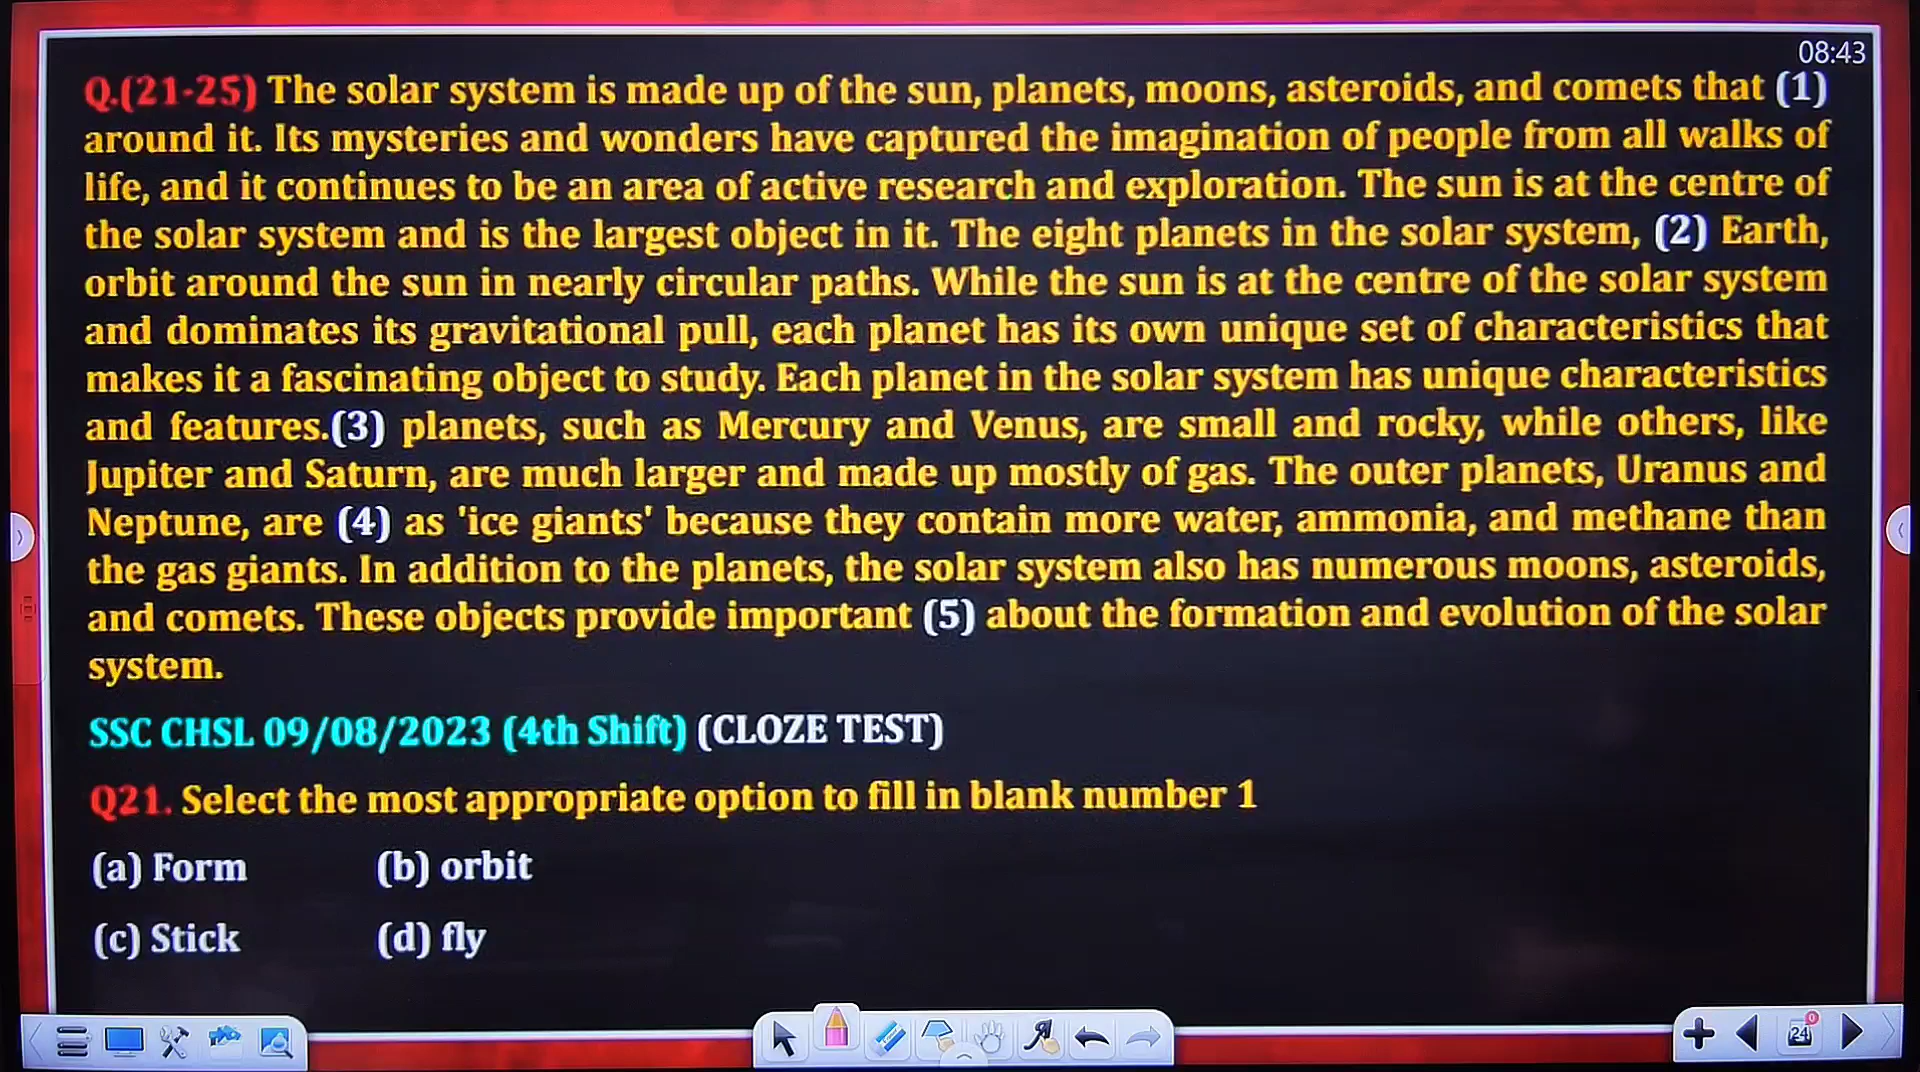 08:43
Q.(21-25) The solar system is made up of the sun, planets, moons, asteroids, and comets that (1)
around it. Its mysteries and wonders have captured the imagination of people from all walks of
life, and it continues to be an area of active research and exploration. The sun is at the centre of
the solar system and is the largest object in it. The eight planets in the solar system, (2) Earth,
orbit around the sun in nearly circular paths. While the sun is at the centre of the solar system
and dominates its gravitational pull, each planet has its own unique set of characteristics that
makes it a fascinating object to study. Each planet in the solar system has unique characteristics
and features.(3) planets, such as Mercury and Venus, are small and rocky, while others, like
Jupiter and Saturn, are much larger and made up mostly of gas. The outer planets, Uranus and
Neptune, are (4) as 'ice giants' because they contain more water, ammonia, and methane than
the gas giants. In addition to the planets, the solar system also has numerous moons, asteroids,
and comets. These objects provide important (5) about the formation and evolution of the solar
system.
SSC CHSL 09/08/2023 (4th Shift) (CLOZE TEST)
Q21. Select the most appropriate option to fill in blank number 1
(a) Form (b) orbit
(c) Stick (d) fly
24 0